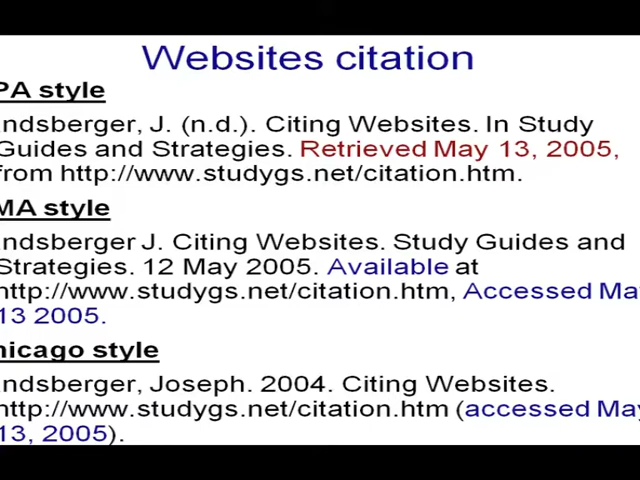 Websites citation
PA style
ndsberger, J. (n.d.). Citing Websites. In Study
Guides and Strategies. Retrieved May 13, 2005,
from http://www.studygs.net/citation.htm.
MA style
ndsberger J. Citing Websites. Study Guides and
Strategies. 12 May 2005. Available at
http://www.studygs.net/citation.htm, Accessed Ma
13 2005.
hicago style
ndsberger, Joseph. 2004. Citing Websites.
http://www.studygs.net/citation.htm (accessed May
13, 2005).